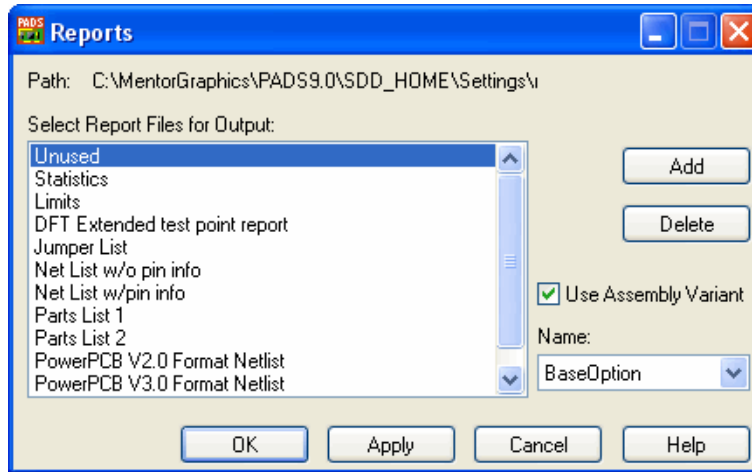 PADS
Reports
Path: C:\MentorGraphics\PADS9.0\SDD_HOME\Settings\
Select Report Files for Output:
Unused
Statistics
Limits
DFT Extended test point report
Jumper List
Net List w/o pin info
Net List w/pin info
Parts List 1
Parts List 2
PowerPCB V2.0 Format Netlist
PowerPCB V3.0 Format Netlist
Add
Delete
Use Assembly Variant
Name:
BaseOption
OK Apply Cancel Help